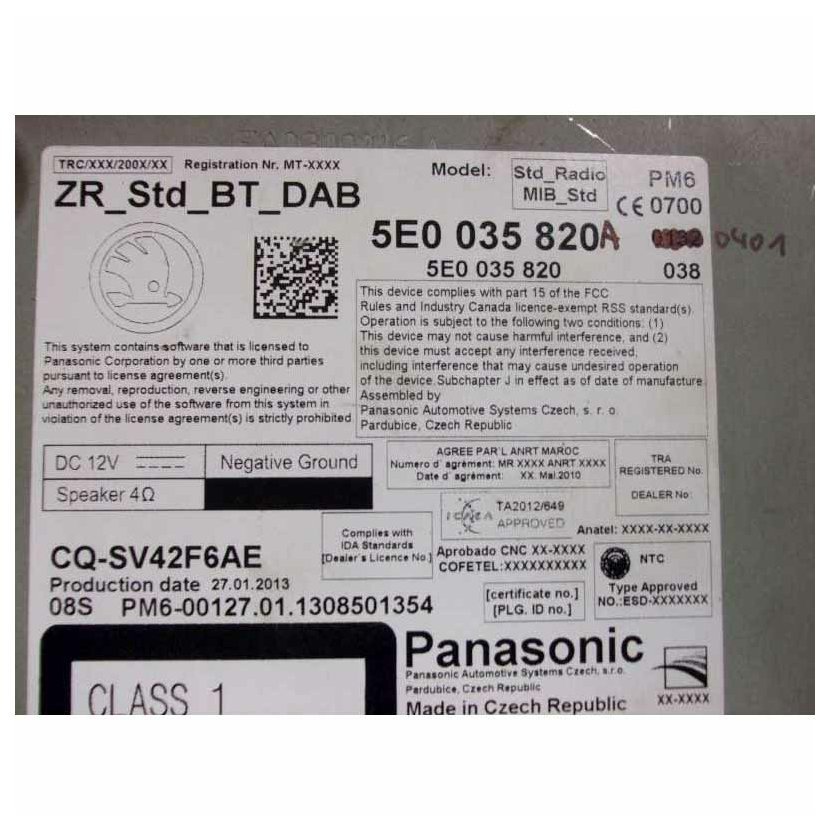 TRC/XXX/200X/XX Registration Nr. MT-XXXX
ZR_Std_BT_DAB
Model: Std_Radio
MIB_Std
PM6
CE 0700
5E0 035 820A 0401
5E0 035 820 038
This device complies with part 15 of the FCC
Rules and Industry Canada licence-exempt RSS standard(s).
Operation is subject to the following two conditions: (1)
This device may not cause harmful interference, and (2)
this device must accept any interference received,
including interference that may cause undesired operation
of the device. Subchapter J in effect as of date of manufacture
Assembled by
Panasonic Automotive Systems Czech, s. r. o.
Pardubice, Czech Republic
This system contains software that is licensed to
Panasonic Corporation by one or more third parties
pursuant to license agreement(s).
Any removal, reproduction, reverse engineering or other
unauthorized use of the software from this system in
violation of the license agreement(s) is strictly prohibited
DC 12V Negative Ground
Speaker 4Ω
AGREE PAR'L ANRT MAROC
Numero d' agrément: MR XXXX ANRT XXXX
Date d' agrément: XX. Mai.2010
TRA
REGISTERED No:
DEALER No:
TA2012/649
APPROVED
Anatel: XXXX-XX-XXXX
Complies with
IDA Standards
[Dealer's Licence No.]
Aprobado CNC XX-XXXX
COFETEL:XXXXXXXXXX
NTC
Type Approved
NO.:ESD-XXXXXXX
[certificate no.]
[PLG. ID no.]
CQ-SV42F6AE
Production date 27.01.2013
08S PM6-00127.01.1308501354
Panasonic
Panasonic Automotive Systems Czech, s.r.o.
Pardubice, Czech Republic
Made in Czech Republic
XX-XXXX
CLASS 1